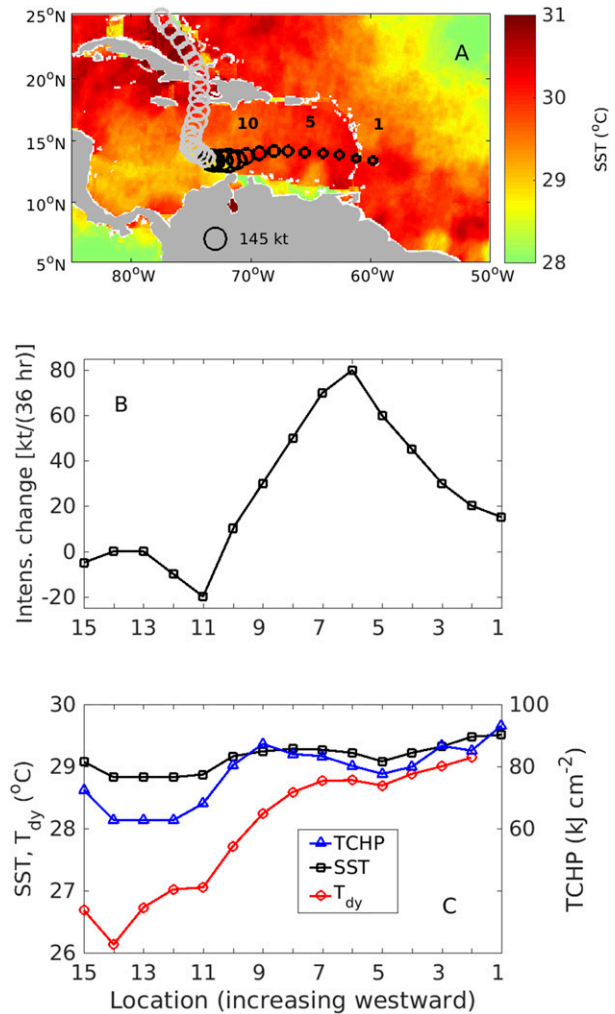 25°N
20°N
15°N
10°N
5°N
A
10 5 1
145 kt
80°W 70°W 60°W 50°W
31
30
29
28
SST (°C)
Intens. change [kt/(36 hr)]
80
60
40
20
0
-20
B
15 13 11 9 7 5 3 1
SST, T_dy (°C)
30
29
28
27
26
100
80
60
TCHP (kJ cm⁻²)
TCHP
SST
T_dy
C
15 13 11 9 7 5 3 1
Location (increasing westward)